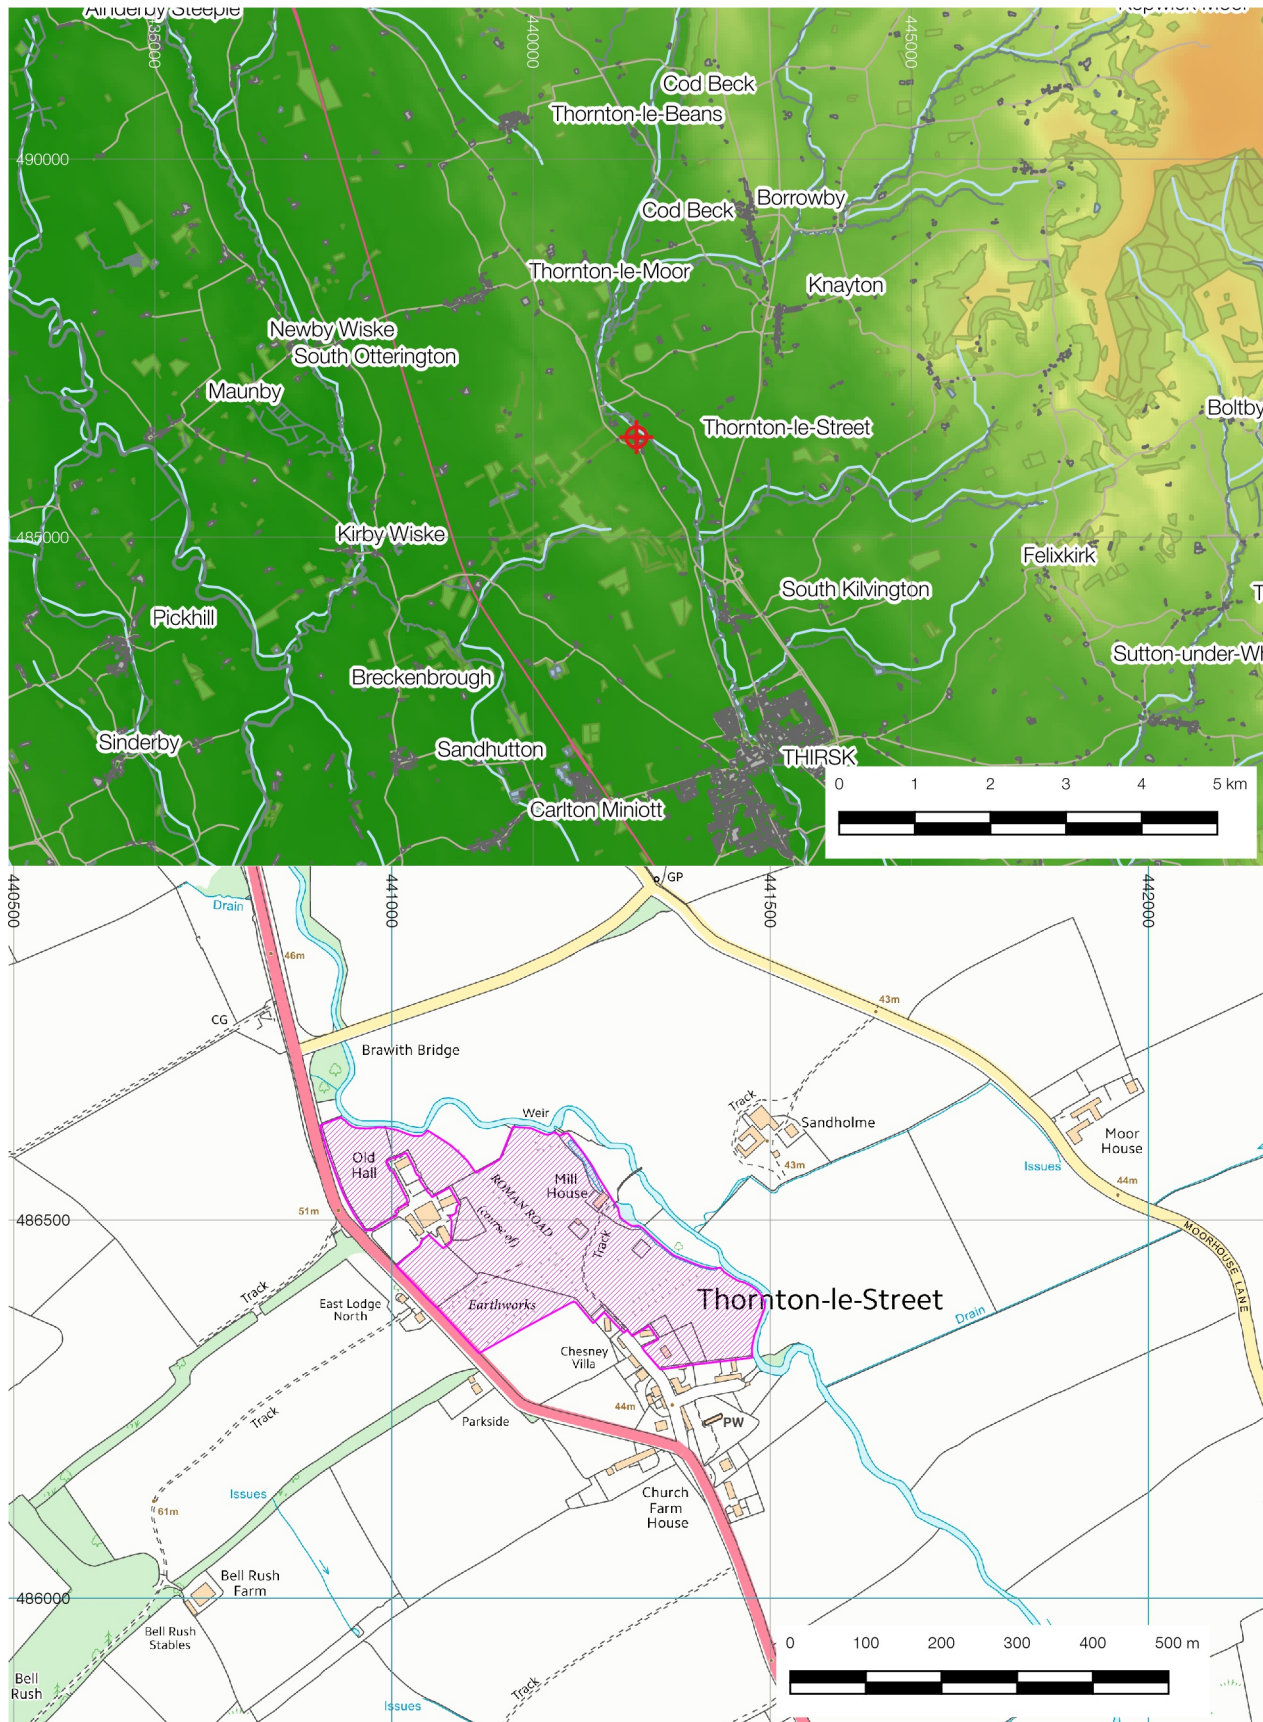 Ainderby Steeple
435000
440000
445000
Cod Beck
Thornton-le-Beans
490000
Borrowby
Cod Beck
Thornton-le-Moor
Knayton
Newby Wiske
South Otterington
Maunby
Boltby
Thornton-le-Street
Kirby Wiske
485000
Felixkirk
South Kilvington
T
Pickhill
Sutton-under-Wh
Breckenbrough
Sinderby
Sandhutton
THIRSK
0 1 2 3 4 5 km
Carlton Miniott
440500
441000
441500
442000
GP
Drain
46m
43m
CG
Brawith Bridge
Weir
Track
Sandholme
Moor
House
Old
Hall
43m
Issues
Mill
House
44m
ROMAN ROAD
(course of)
51m
486500
Track
MOORHOUSE LANE
Track
East Lodge
North
Earthworks
Thornton-le-Street
Drain
Chesney
Villa
44m
Parkside
PW
Track
Issues
61m
Church
Farm
House
Bell Rush
Farm
486000
Bell Rush
Stables
0 100 200 300 400 500 m
Bell
Rush
Track
Issues